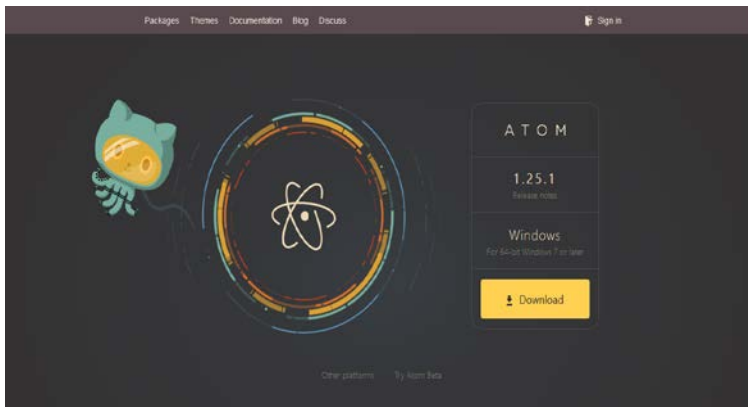 Packages Themes Documentation Blog Discuss Sign in
ATOM
1.25.1
Release notes
Windows
For 64-bit Windows 7 or later
Download
Other platforms Try Atom Beta